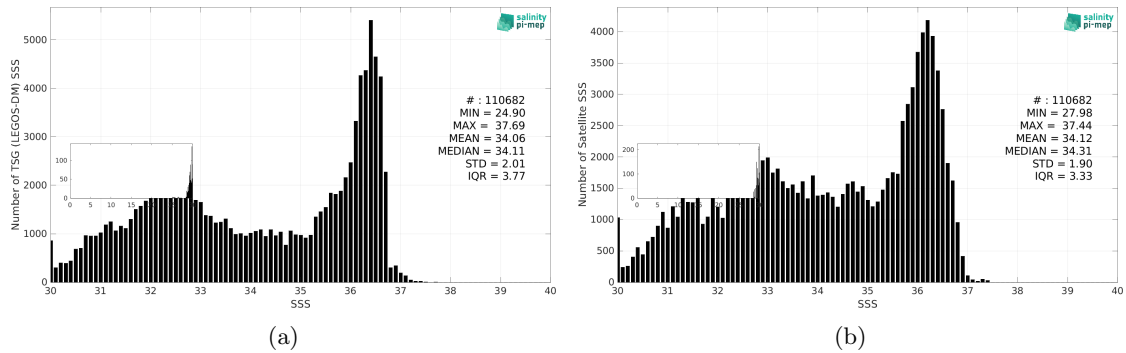 salinity
pi-mep
Number of TSG (LEGOS-DM) SSS
5000
4000
3000
2000
1000
0
# : 110682
MIN = 24.90
MAX = 37.69
MEAN = 34.06
MEDIAN = 34.11
STD = 2.01
IQR = 3.77
100
50
0
0 5 10 15 20 25
30 31 32 33 34 35 36 37 38 39 40
SSS
(a)
salinity
pi-mep
Number of Satellite SSS
4000
3500
3000
2500
2000
1500
1000
500
0
# : 110682
MIN = 27.98
MAX = 37.44
MEAN = 34.12
MEDIAN = 34.31
STD = 1.90
IQR = 3.33
200
100
0
0 5 10 20
30 31 32 33 34 35 36 37 38 39 40
SSS
(b)